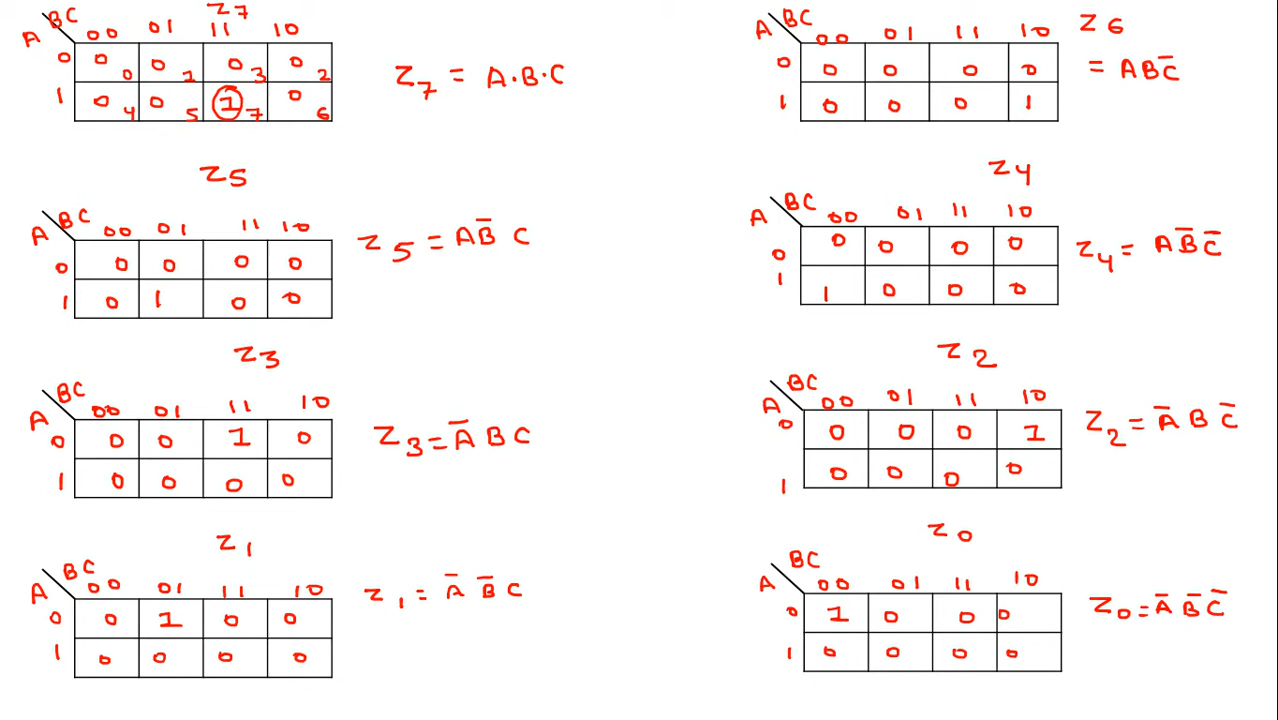 Z7
A BC 00 01 11 10
0 0 0 0 1 0 3 0 2
1 0 4 0 5 1 7 0 6
Z7 = A·B·C
A BC 00 01 11 10
0 0 0 0 0
1 0 0 0 1
Z6
= ABC̅
Z5
A BC 00 01 11 10
0 0 0 0 0
1 0 1 0 0
Z5 = AB̅C
Z4
A BC 00 01 11 10
0 0 0 0 0
1 1 0 0 0
Z4 = AB̅C̅
Z3
A BC 00 01 11 10
0 0 0 1 0
1 0 0 0 0
Z3 = A̅BC
Z2
A BC 00 01 11 10
0 0 0 0 1
1 0 0 0 0
Z2 = A̅BC̅
Z1
A BC 00 01 11 10
0 0 1 0 0
1 0 0 0 0
Z1 = A̅B̅C
Z0
A BC 00 01 11 10
0 1 0 0 0
1 0 0 0 0
Z0 = A̅B̅C̅